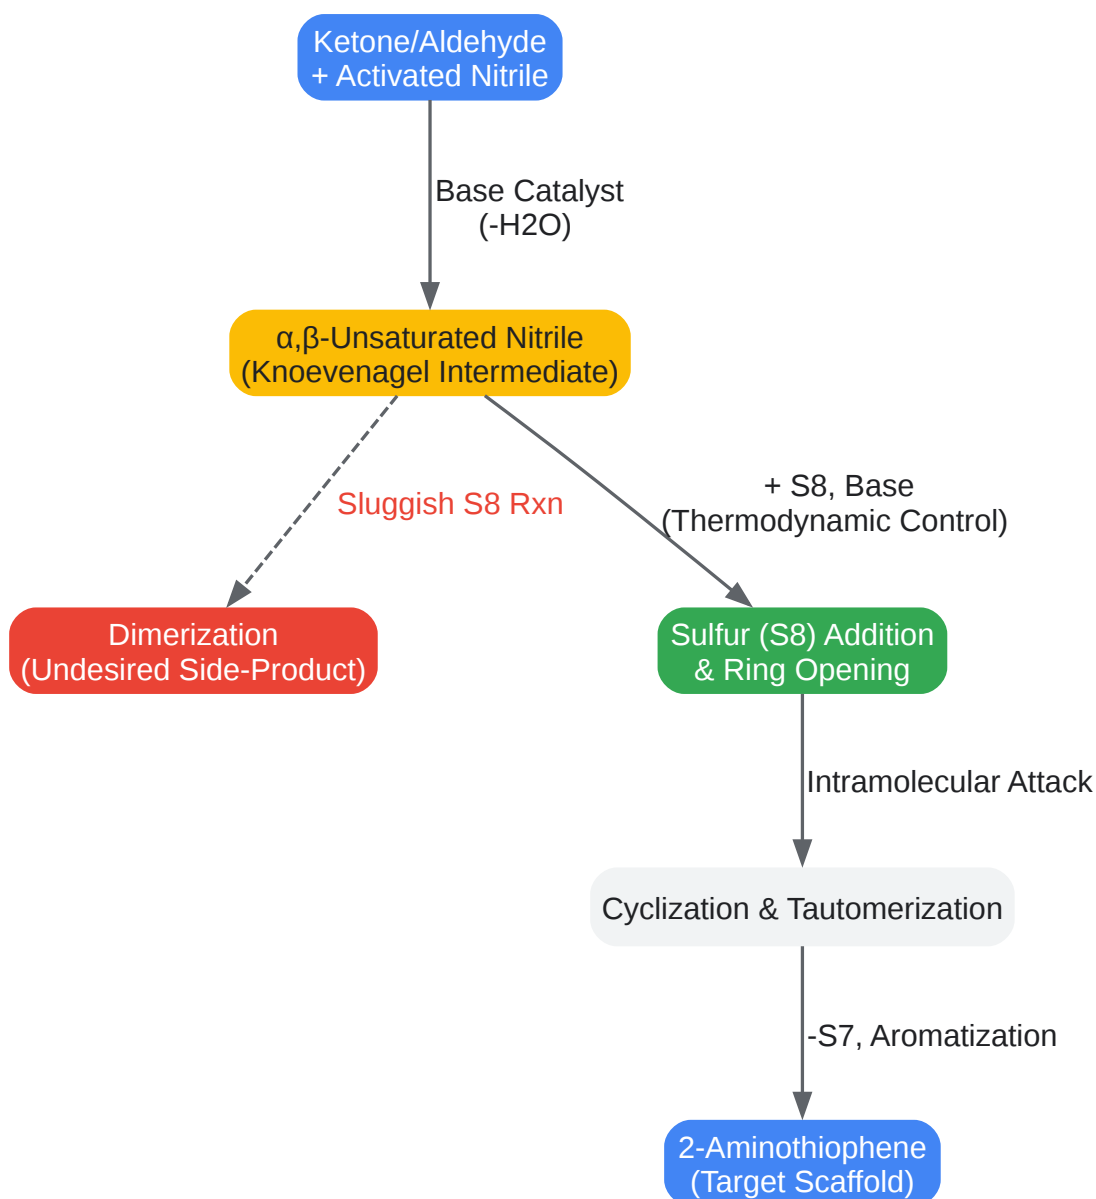 Ketone/Aldehyde
+ Activated Nitrile
Base Catalyst
(-H2O)
α,β-Unsaturated Nitrile
(Knoevenagel Intermediate)
Sluggish S8 Rxn
+ S8, Base
(Thermodynamic Control)
Dimerization
(Undesired Side-Product)
Sulfur (S8) Addition
& Ring Opening
Intramolecular Attack
Cyclization & Tautomerization
-S7, Aromatization
2-Aminothiophene
(Target Scaffold)